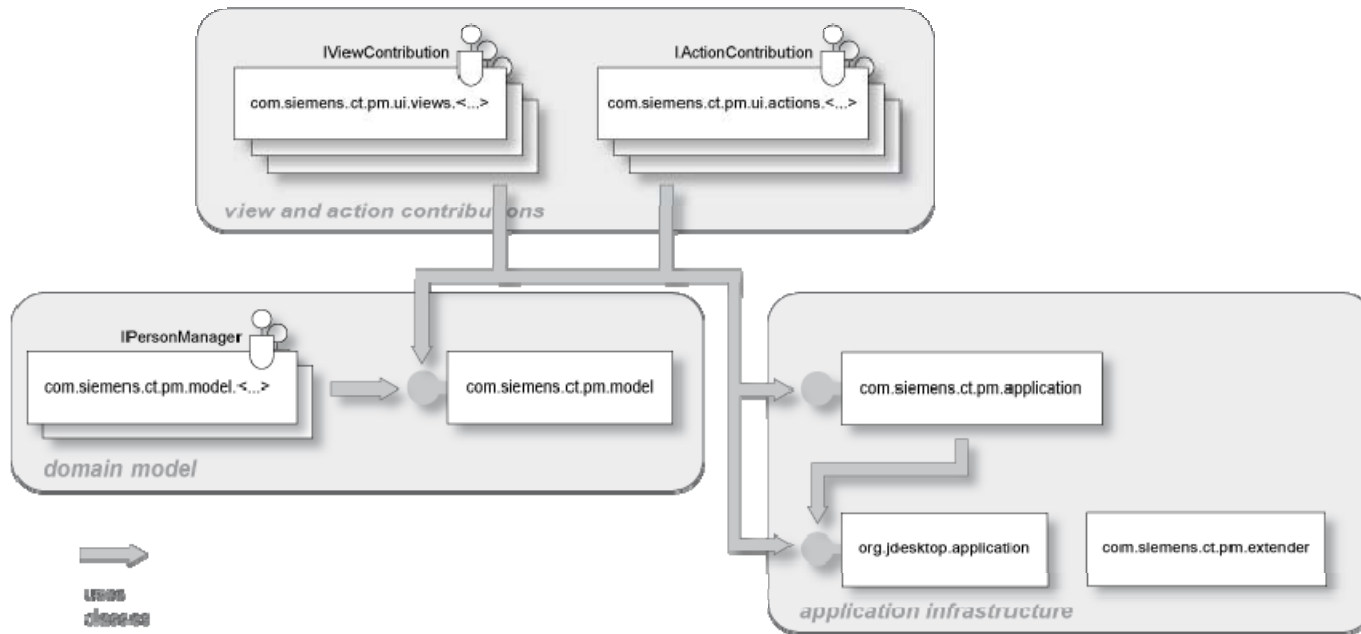 IViewContribution
IActionContribution
com.siemens.ct.pm.ui.views.<...>
com.siemens.ct.pm.ui.actions.<...>
view and action contributions
IPersonManager
com.siemens.ct.pm.model.<...>
com.siemens.ct.pm.model
com.siemens.ct.pm.application
domain model
org.jdesktop.application
com.siemens.ct.pm.extender
uses
classes
application infrastructure